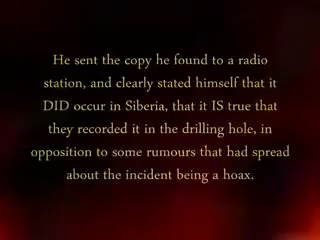 He sent the copy he found to a radio
station, and clearly stated himself that it
DID occur in Siberia, that it IS true that
they recorded it in the drilling hole, in
opposition to some rumours that had spread
about the incident being a hoax.